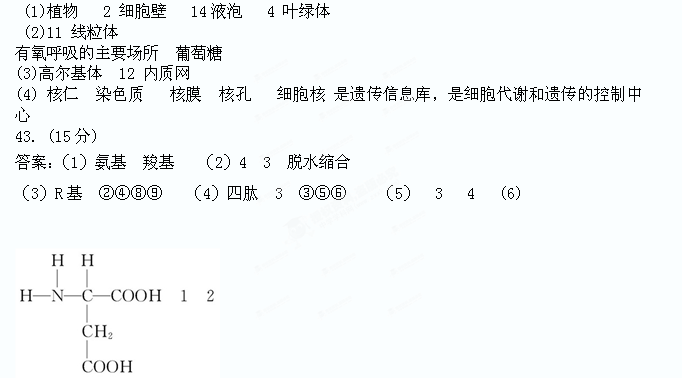 (1)植物 2 细胞壁 14液泡 4 叶绿体
(2)11 线粒体
有氧呼吸的主要场所 葡萄糖
(3)高尔基体 12 内质网
(4) 核仁 染色质 核膜 核孔 细胞核 是遗传信息库，是细胞代谢和遗传的控制中
心
43. (15分)
答案：(1) 氨基 羧基 (2) 4 3 脱水缩合
(3) R基 ②④⑧⑨ (4) 四肽 3 ③⑤⑥ (5) 3 4 (6)
H H
H—N—C—COOH 1 2
CH₂
COOH